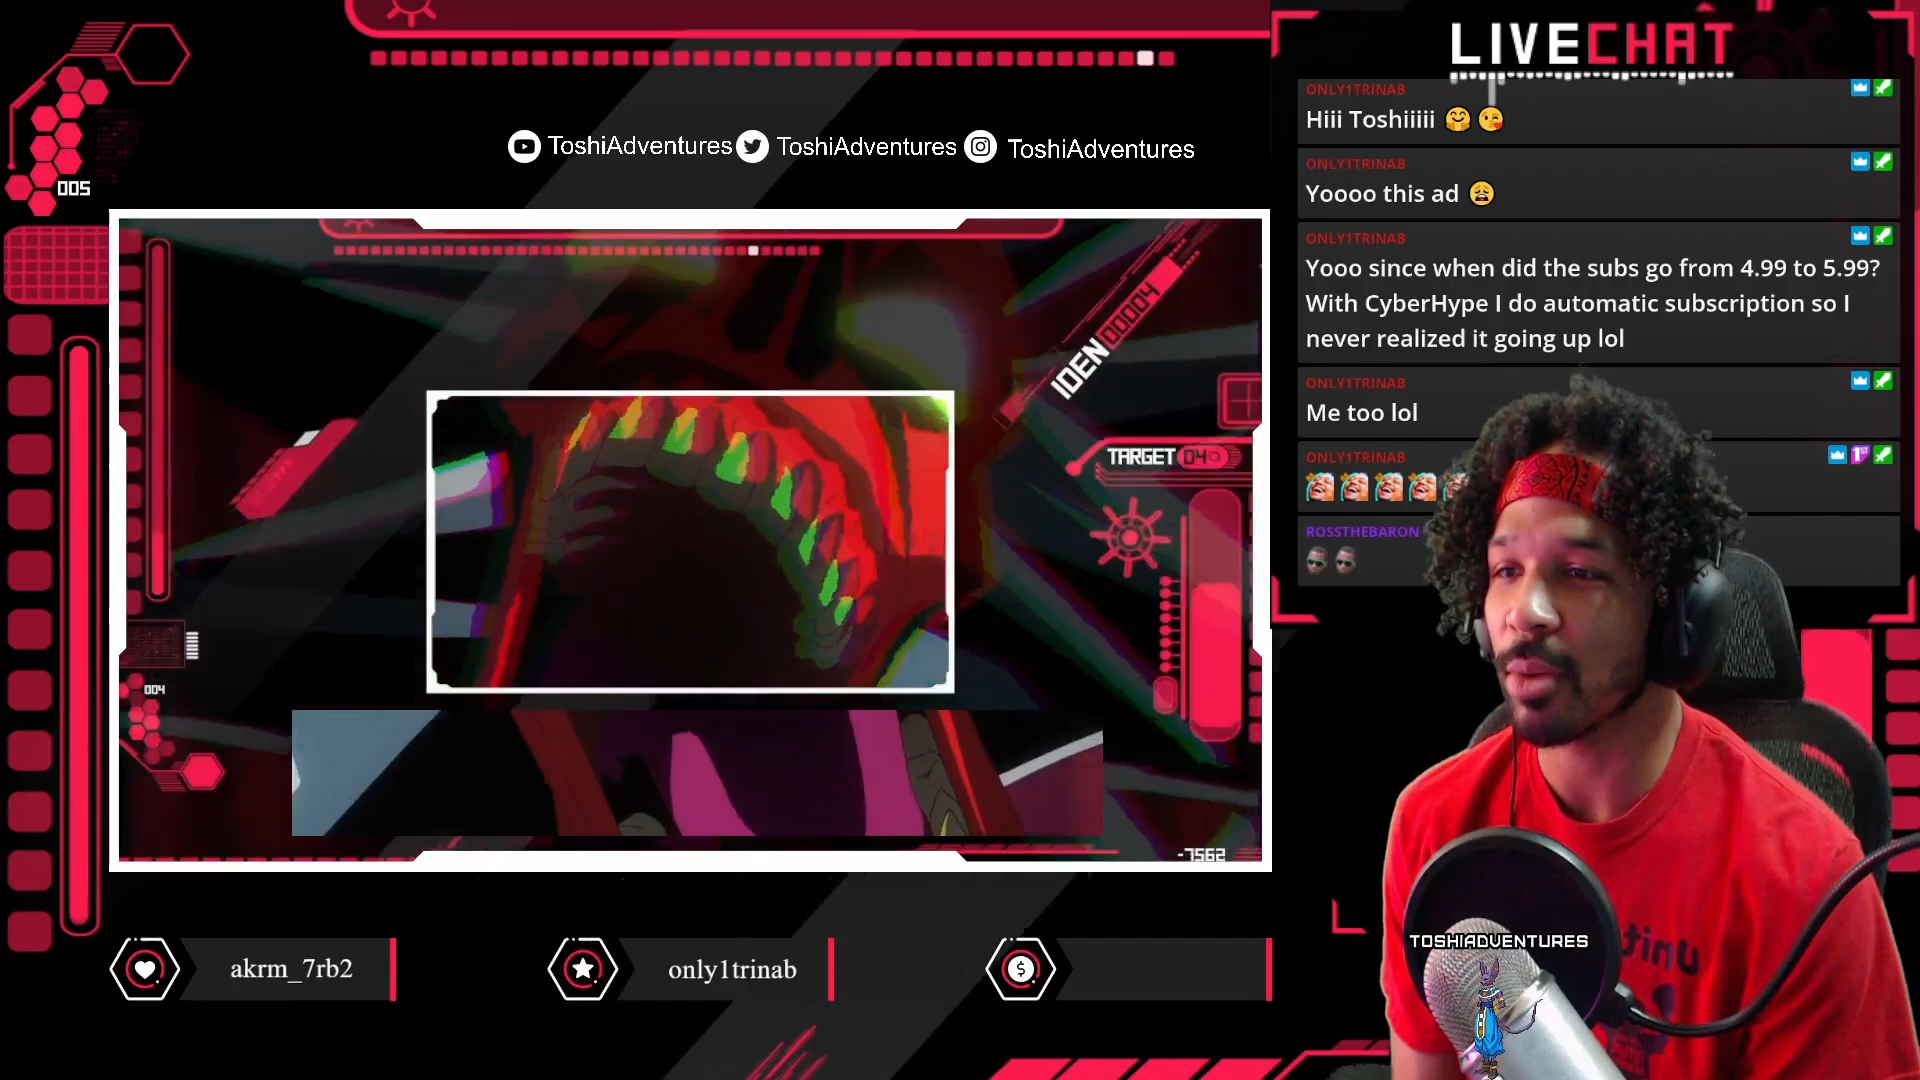 LIVECHAT
ONLY1TRINAB
Hiii Toshiiiii 🤗 😘
ONLY1TRINAB
Yoooo this ad 😩
ONLY1TRINAB
Yooo since when did the subs go from 4.99 to 5.99?
With CyberHype I do automatic subscription so I
never realized it going up lol
ONLY1TRINAB
Me too lol
ONLY1TRINAB
1ST
ROSSTHEBARON
ToshiAdventures ToshiAdventures ToshiAdventures
005
IDEN 00004
TARGET 04
004
-7562
akrm_7rb2
only1trinab
TOSHIADVENTURES